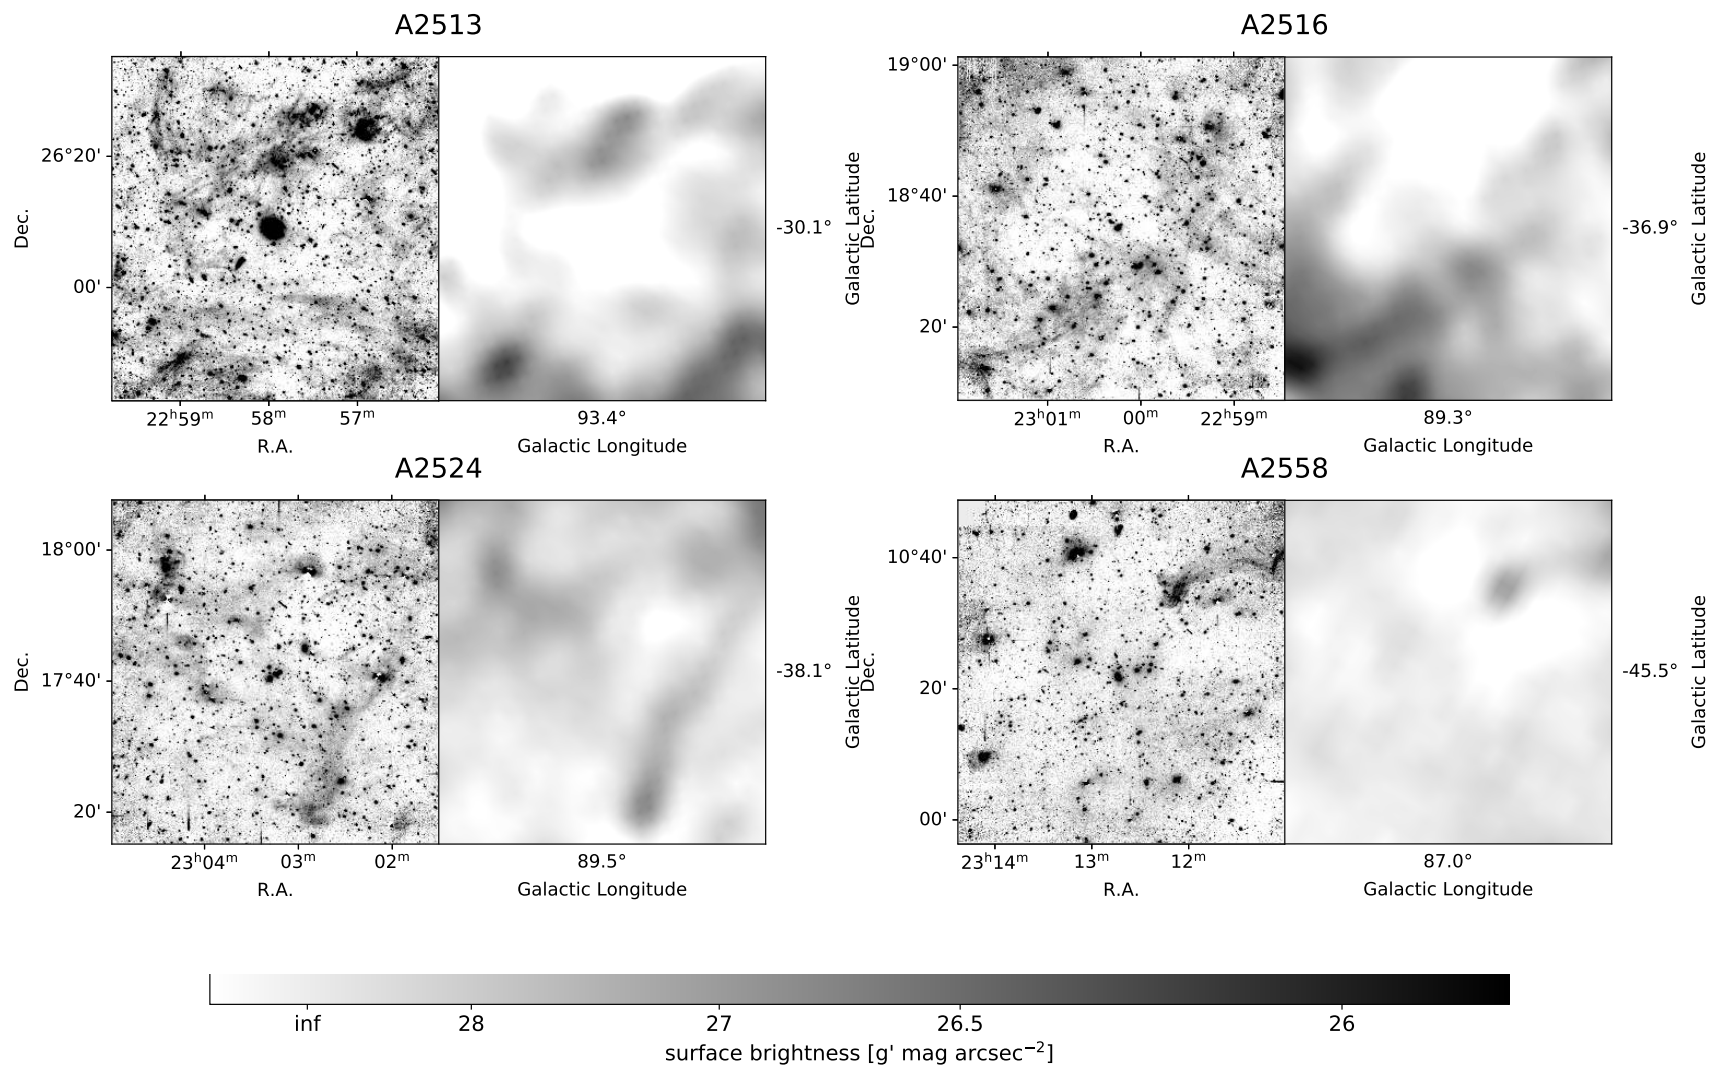 A2513
A2516
Dec.
26°20'
00'
22ʰ59ᵐ
58ᵐ
57ᵐ
R.A.
93.4°
Galactic Longitude
-30.1°
Galactic Latitude
Dec.
19°00'
18°40'
20'
23ʰ01ᵐ
00ᵐ
22ʰ59ᵐ
R.A.
89.3°
Galactic Longitude
-36.9°
Galactic Latitude
A2524
A2558
Dec.
18°00'
17°40'
20'
23ʰ04ᵐ
03ᵐ
02ᵐ
R.A.
89.5°
Galactic Longitude
-38.1°
Galactic Latitude
Dec.
10°40'
20'
00'
23ʰ14ᵐ
13ᵐ
12ᵐ
R.A.
87.0°
Galactic Longitude
-45.5°
Galactic Latitude
inf
28
27
26.5
26
surface brightness [g' mag arcsec⁻²]